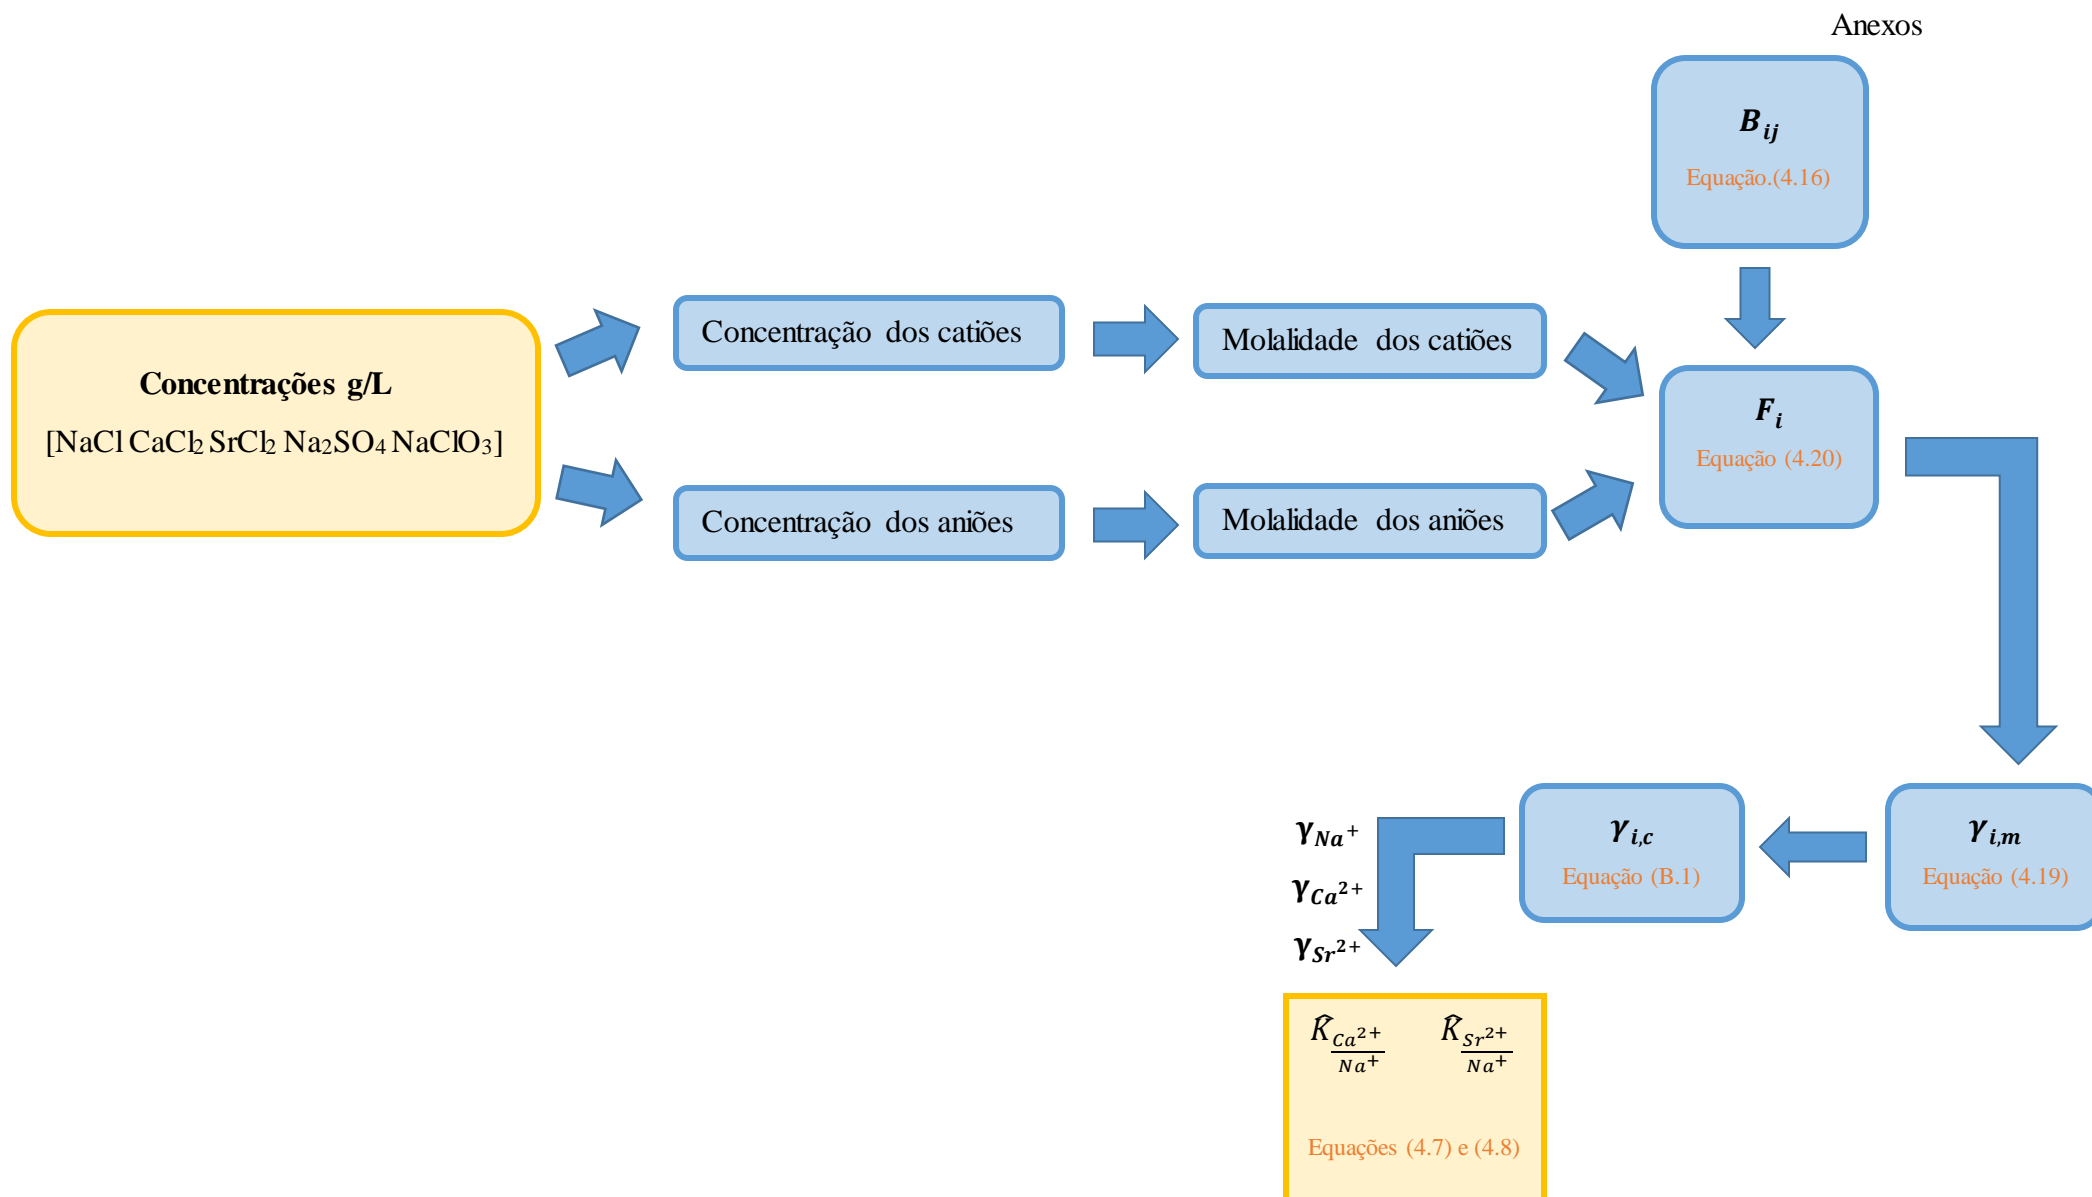 Anexos
B_ij
Equação.(4.16)
Concentração dos catiões
Molalidade dos catiões
Concentrações g/L
[NaCl CaCl₂ SrCl₂ Na₂SO₄ NaClO₃]
F_i
Equação (4.20)
Concentração dos aniões
Molalidade dos aniões
γ_Na⁺
γ_Ca²⁺
γ_Sr²⁺
γ_i,c
Equação (B.1)
γ_i,m
Equação (4.19)
K̂_Ca²⁺/Na⁺ K̂_Sr²⁺/Na⁺
Equações (4.7) e (4.8)